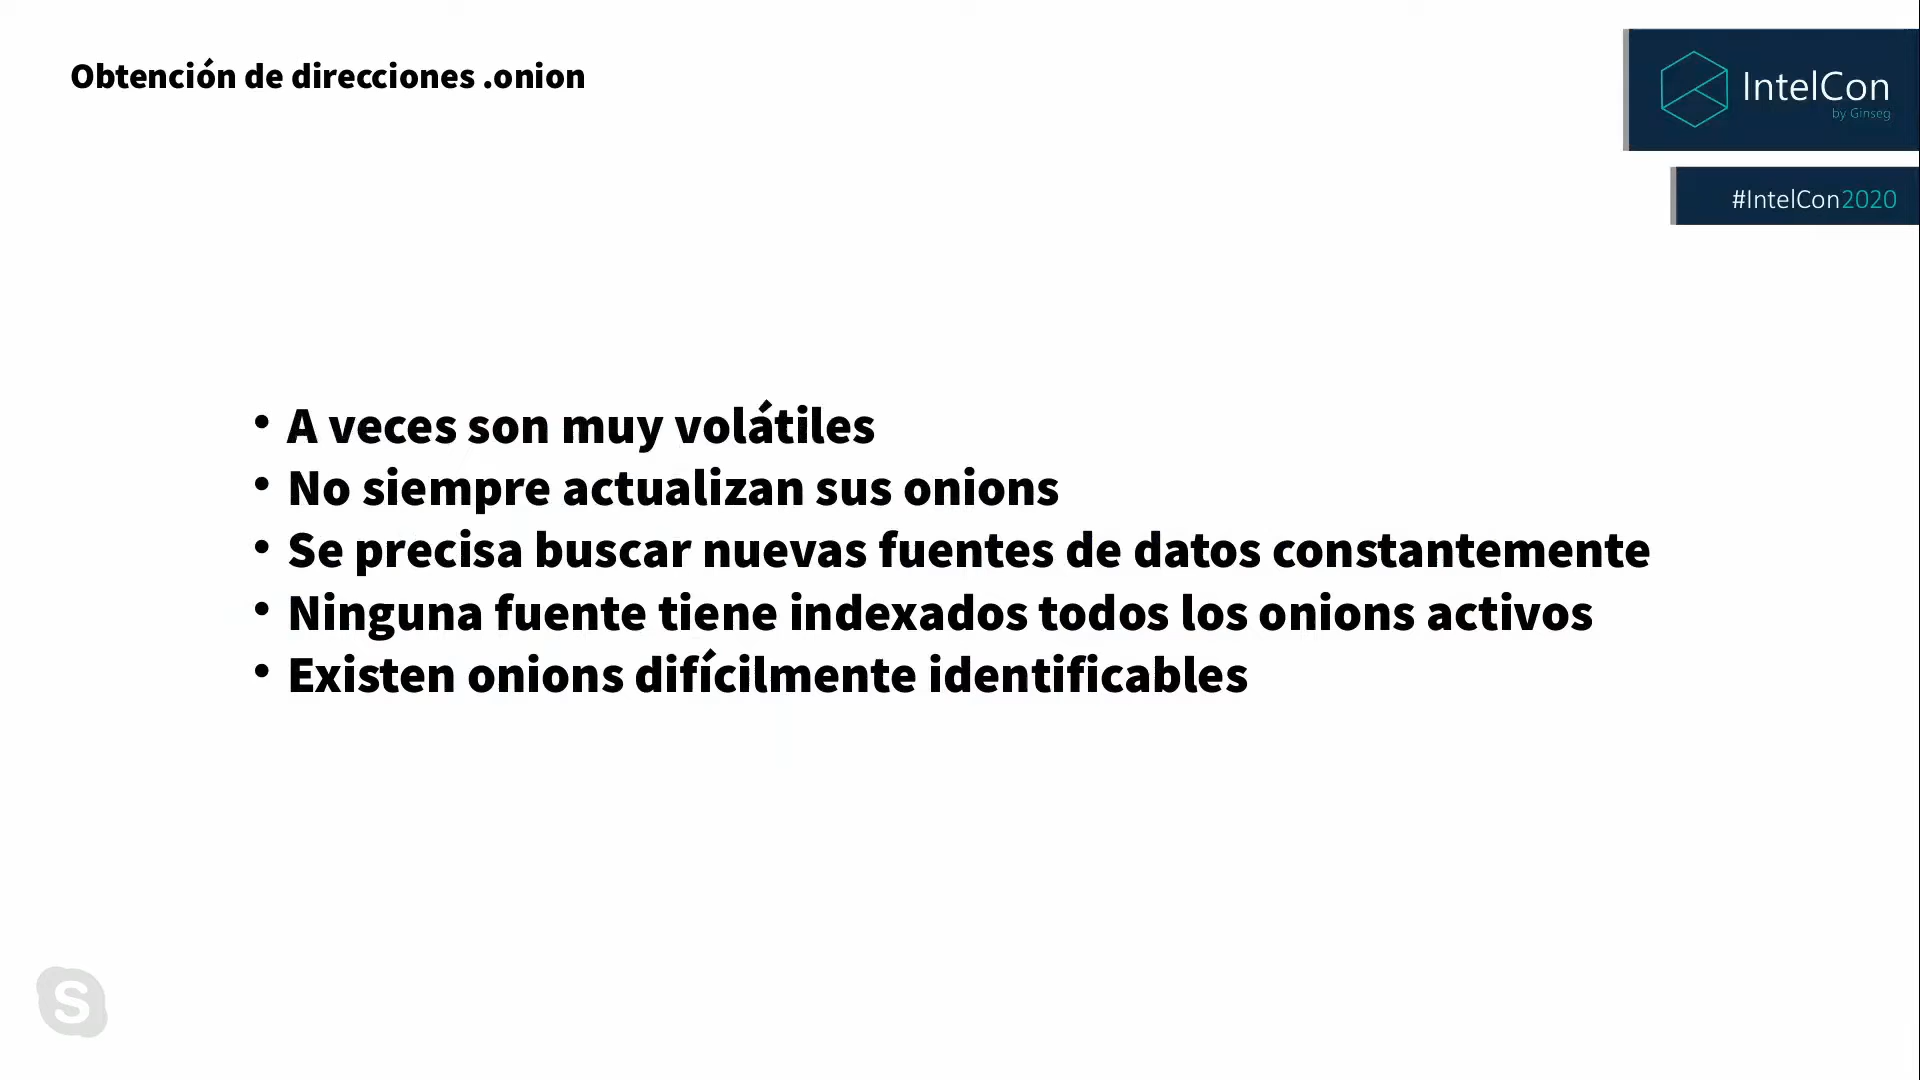 Obtención de direcciones .onion
IntelCon
by Ginseg
#IntelCon2020
• A veces son muy volátiles
• No siempre actualizan sus onions
• Se precisa buscar nuevas fuentes de datos constantemente
• Ninguna fuente tiene indexados todos los onions activos
• Existen onions difícilmente identificables
S